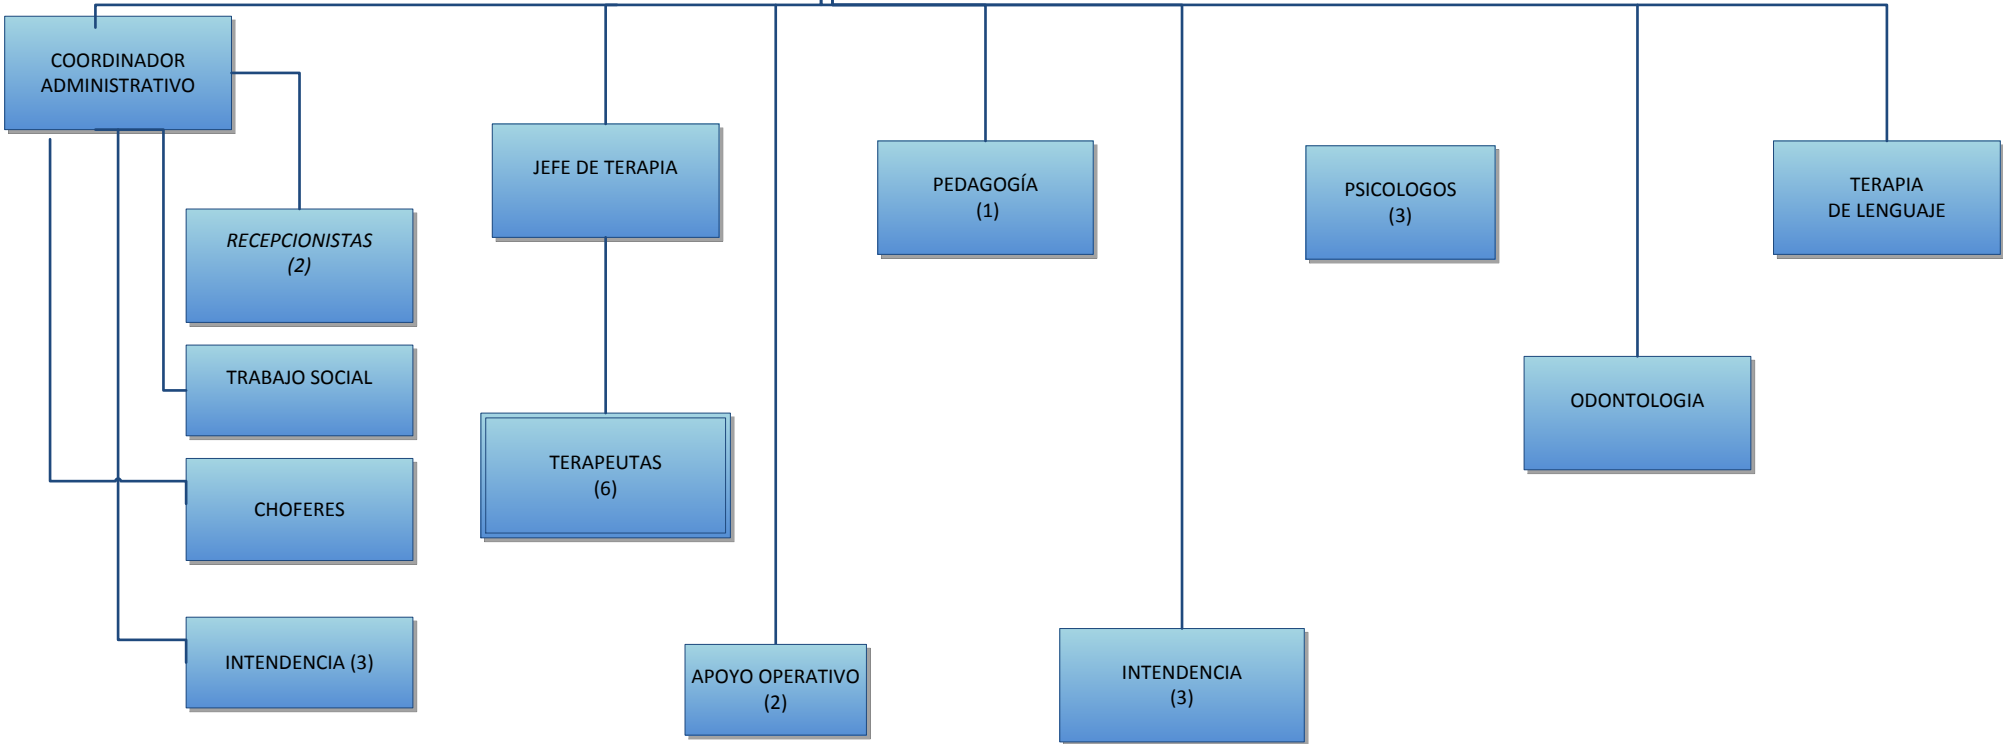 COORDINADOR
ADMINISTRATIVO
RECEPCIONISTAS
(2)
TRABAJO SOCIAL
CHOFERES
INTENDENCIA (3)
JEFE DE TERAPIA
TERAPEUTAS
(6)
APOYO OPERATIVO
(2)
PEDAGOGÍA
(1)
INTENDENCIA
(3)
PSICOLOGOS
(3)
ODONTOLOGIA
TERAPIA
DE LENGUAJE